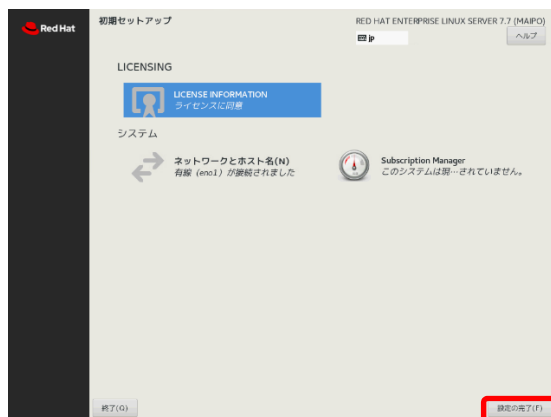 Red Hat
初期セットアップ
RED HAT ENTERPRISE LINUX SERVER 7.7 (MAIPO)
jp
ヘルプ
LICENSING
LICENSE INFORMATION
ライセンスに同意
システム
ネットワークとホスト名(N)
有線 (eno1) が接続されました
Subscription Manager
このシステムは現…されていません。
終了(Q)
設定の完了(F)